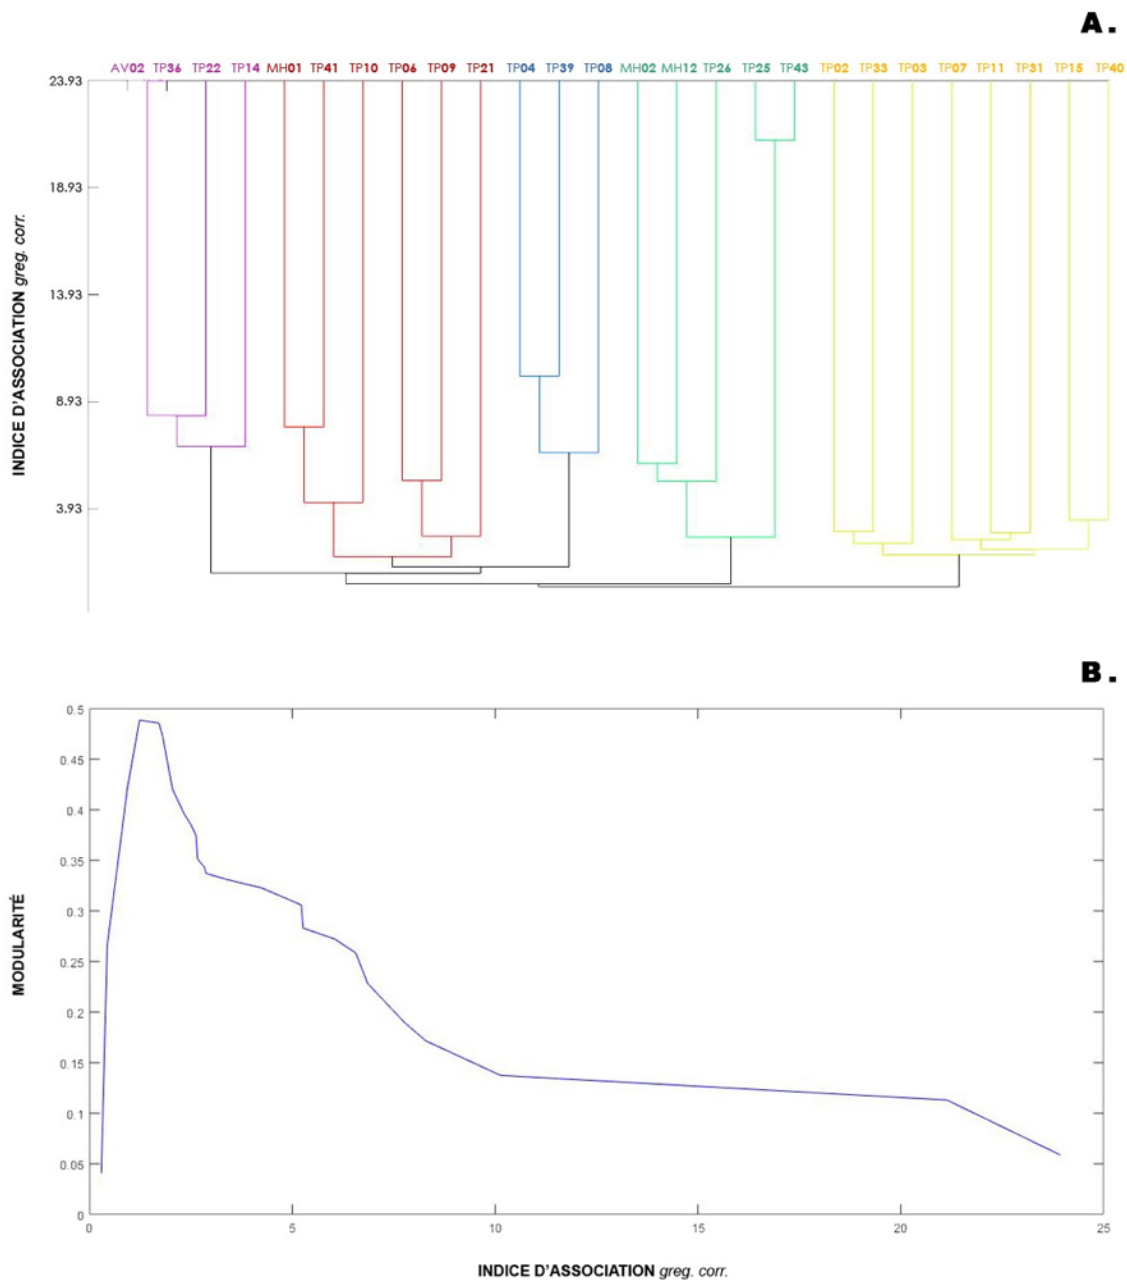 A.
AV02 TP36 TP22 TP14 MH01 TP41 TP10 TP06 TP09 TP21 TP04 TP39 TP08 MH02 MH12 TP26 TP25 TP43 TP02 TP33 TP03 TP07 TP11 TP31 TP15 TP40
23.93
18.93
13.93
8.93
3.93
INDICE D'ASSOCIATION greg. corr.
B.
0.5
0.45
0.4
0.35
0.3
0.25
0.2
0.15
0.1
0.05
0
MODULARITÉ
0 5 10 15 20 25
INDICE D'ASSOCIATION greg. corr.